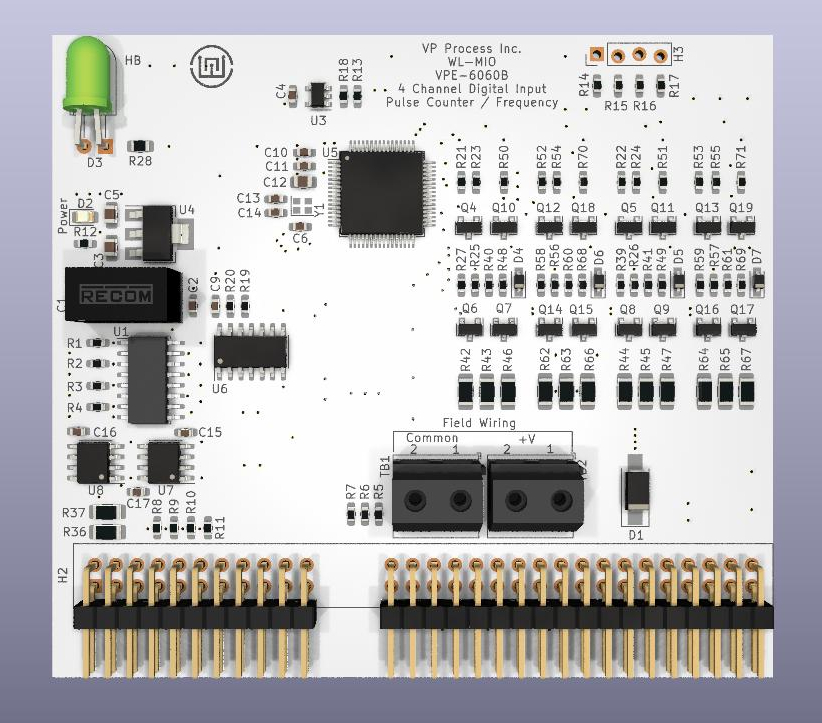 HB
VP Process Inc.
WL-MIO
VPE-6060B
4 Channel Digital Input
Pulse Counter / Frequency
H3
R14
R15 R16
R17
C4
R18
R13
U3
D3
R28
C10
C11
C12
U5
C13
C14
Y1
C6
R21
R23
R50
R52
R54
R70
R22
R24
R51
R53
R55
R71
Power
D2
C5
U4
R12
C3
Q4 Q10 Q12 Q18 Q5 Q11 Q13 Q19
R27
R25
R40
R48
D4
R58
R56
R60
R68
D6
R39
R26
R41
R49
D5
R59
R57
R61
R69
D7
C1
RECOM
C2
C9
R20
R19
Q6 Q7 Q14 Q15 Q8 Q9 Q16 Q17
U1
R1
R2
R3
R4
U6
R42
R43
R46
R62
R63
R66
R44
R45
R47
R64
R65
R67
C16
C15
U8
U7
C17
Field Wiring
Common +V
2 1 2 1
TB1
R37
R36
R8
R9
R10
R11
R7
R6
R5
D1
H2